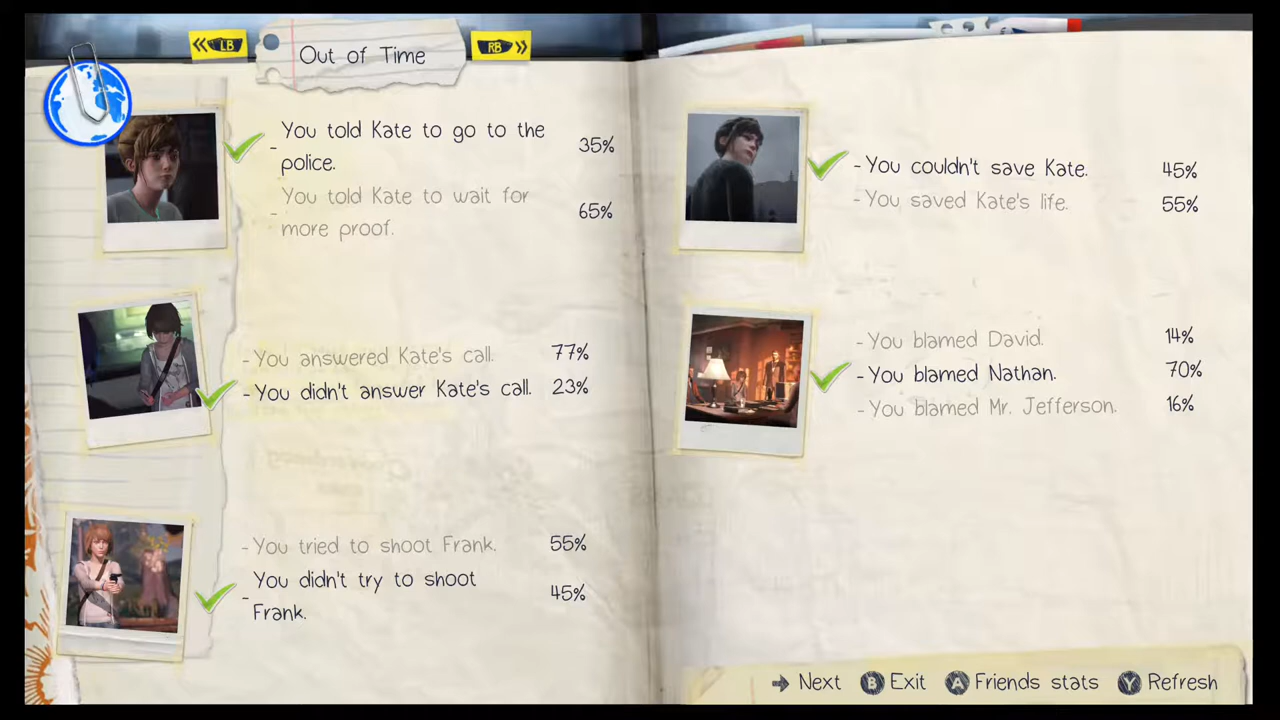 LB
Out of Time
RB
- You told Kate to go to the
police.
35%
- You told Kate to wait for
more proof.
65%
- You answered Kate's call. 77%
- You didn't answer Kate's call. 23%
- You tried to shoot Frank. 55%
- You didn't try to shoot
Frank.
45%
- You couldn't save Kate. 45%
- You saved Kate's life. 55%
- You blamed David. 14%
- You blamed Nathan. 70%
- You blamed Mr. Jefferson. 16%
Next B Exit A Friends stats Y Refresh